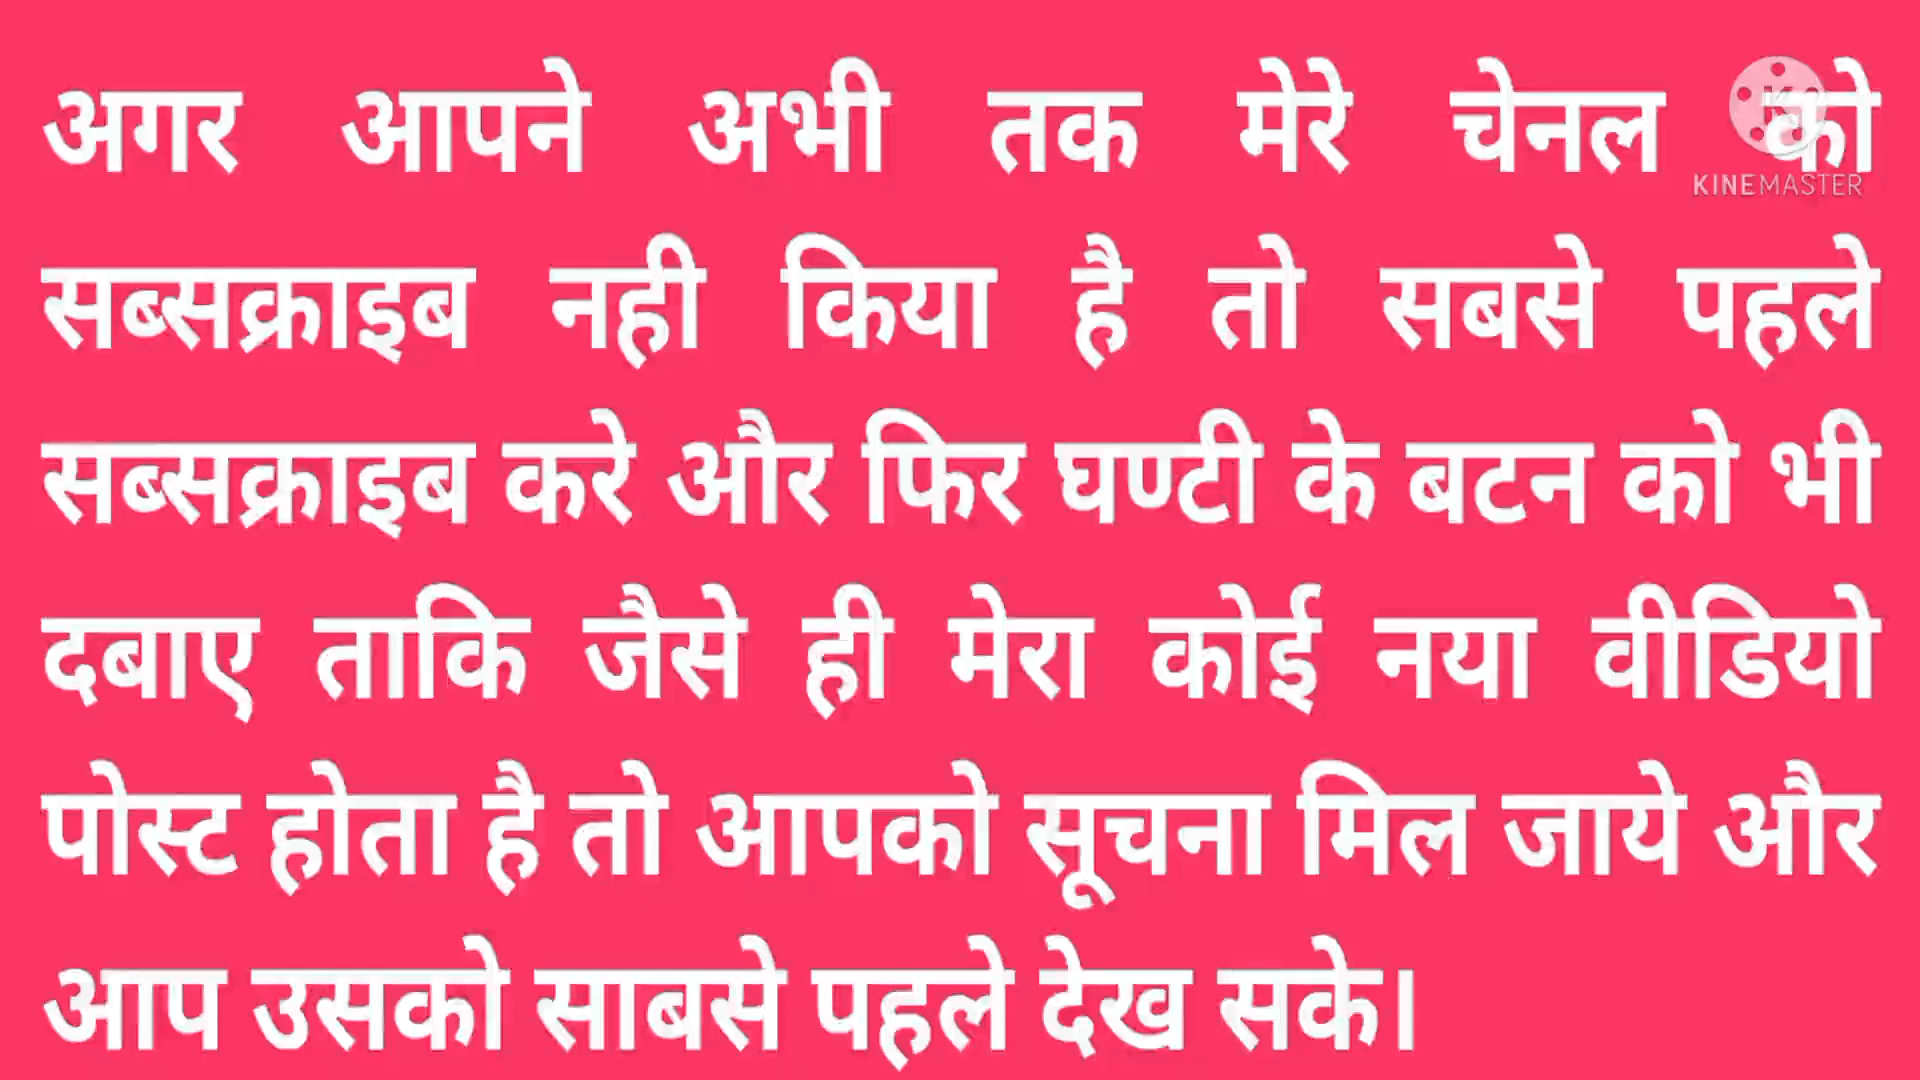 अगर आपने अभी तक मेरे चेनल को
KINEMASTER
सब्सक्राइब नही किया है तो सबसे पहले
सब्सक्राइब करे और फिर घण्टी के बटन को भी
दबाए ताकि जैसे ही मेरा कोई नया वीडियो
पोस्ट होता है तो आपको सूचना मिल जाये और
आप उसको साबसे पहले देख सके।